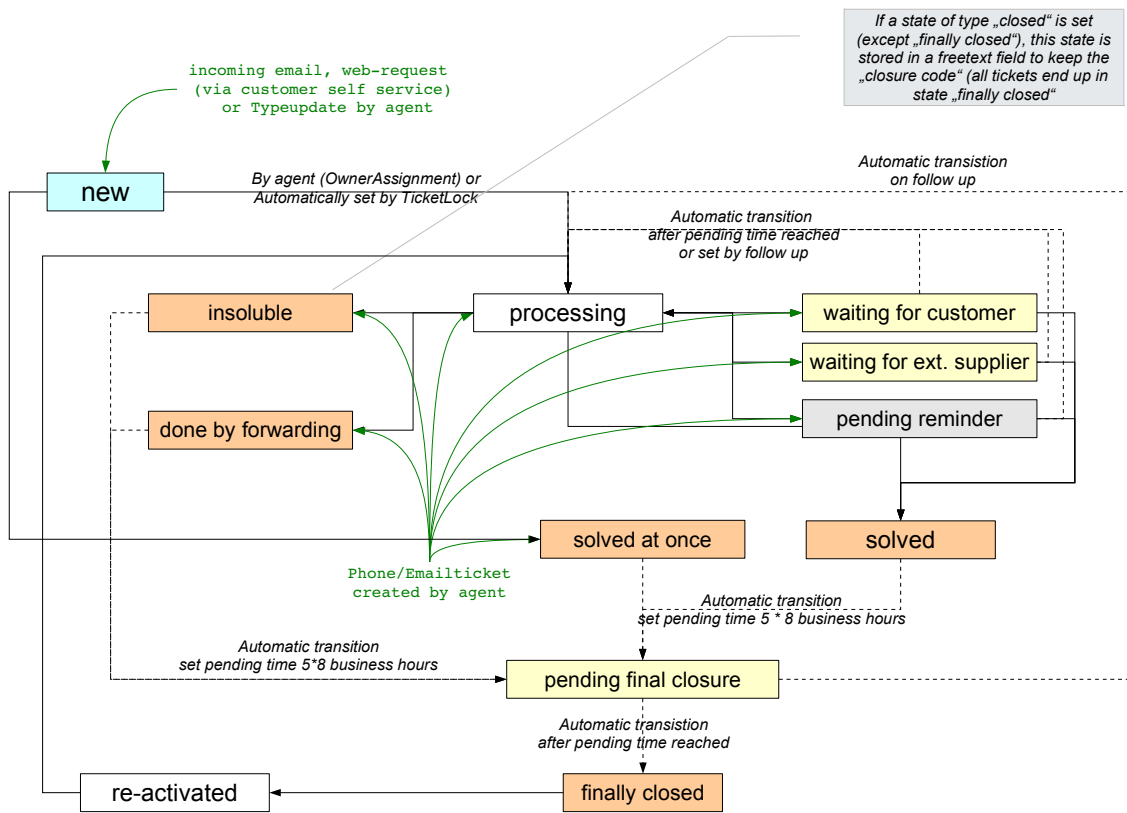 If a state of type „closed“ is set
(except „finally closed“), this state is
stored in a freetext field to keep the
„closure code“ (all tickets end up in
state „finally closed“
incoming email, web-request
(via customer self service)
or Typeupdate by agent
new
By agent (OwnerAssignment) or
Automatically set by TicketLock
Automatic transistion
on follow up
Automatic transition
after pending time reached
or set by follow up
insoluble
processing
waiting for customer
waiting for ext. supplier
done by forwarding
pending reminder
solved at once
solved
Phone/Emailticket
created by agent
Automatic transition
set pending time 5 * 8 business hours
Automatic transition
set pending time 5*8 business hours
pending final closure
Automatic transistion
after pending time reached
re-activated
finally closed